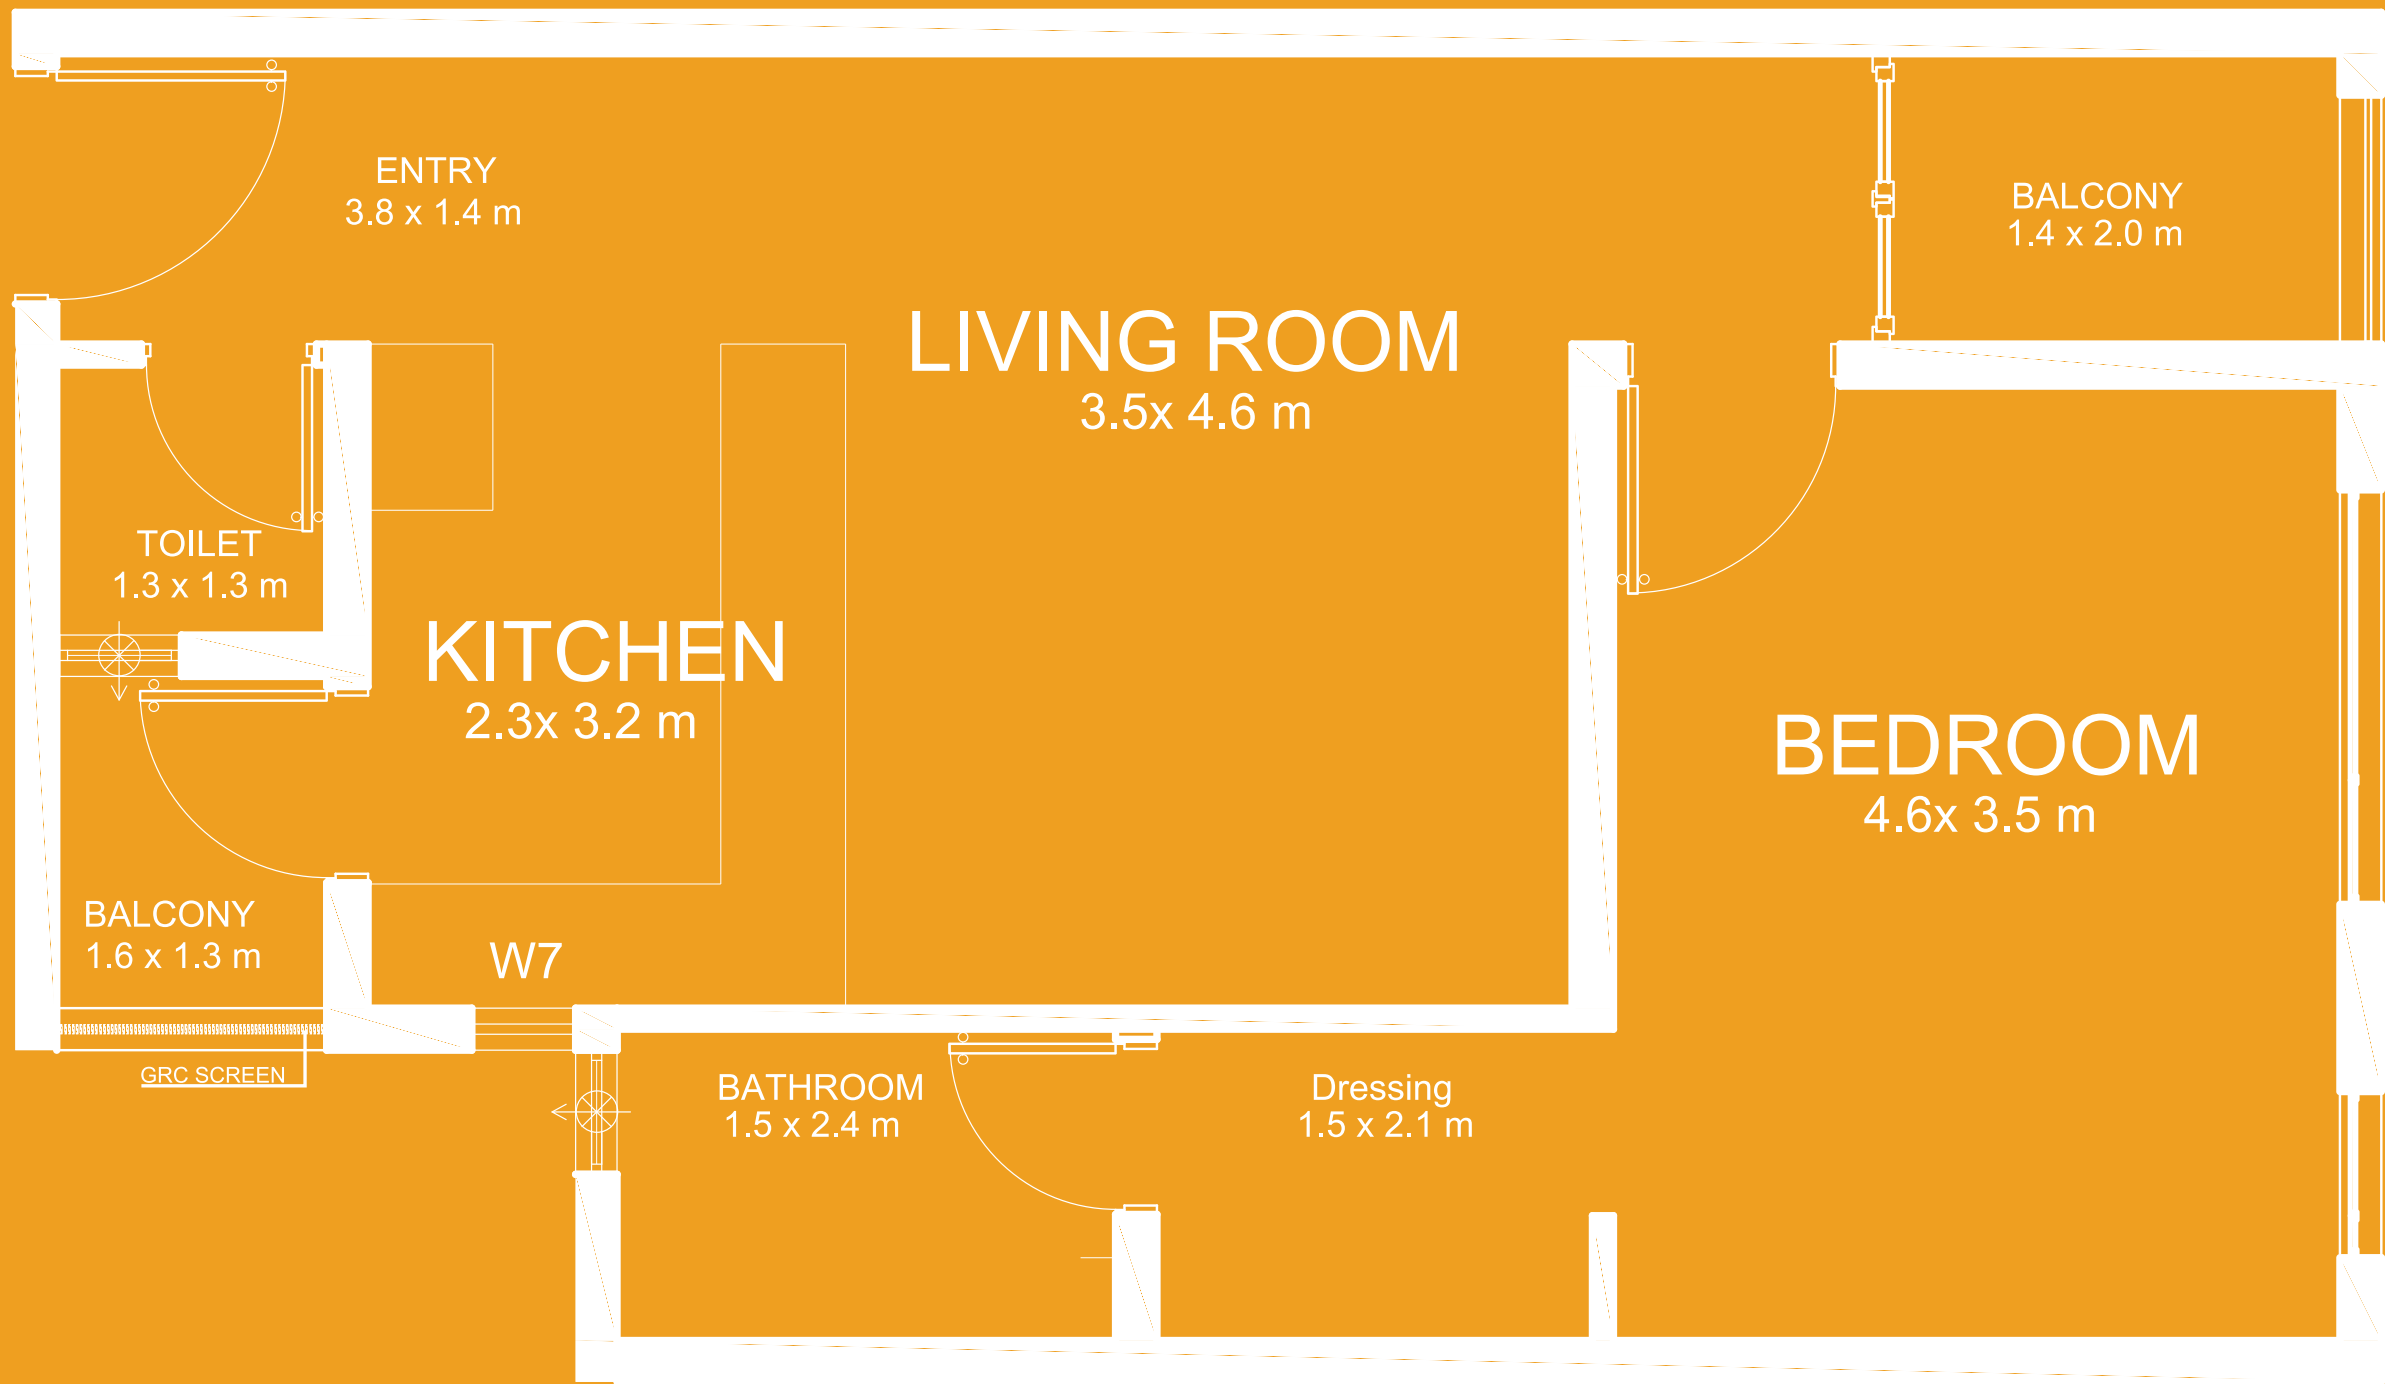 ENTRY
3.8 x 1.4 m
BALCONY
1.4 x 2.0 m
LIVING ROOM
3.5x 4.6 m
TOILET
1.3 x 1.3 m
KITCHEN
2.3x 3.2 m
BEDROOM
4.6x 3.5 m
BALCONY
1.6 x 1.3 m
W7
GRC SCREEN
BATHROOM
1.5 x 2.4 m
Dressing
1.5 x 2.1 m